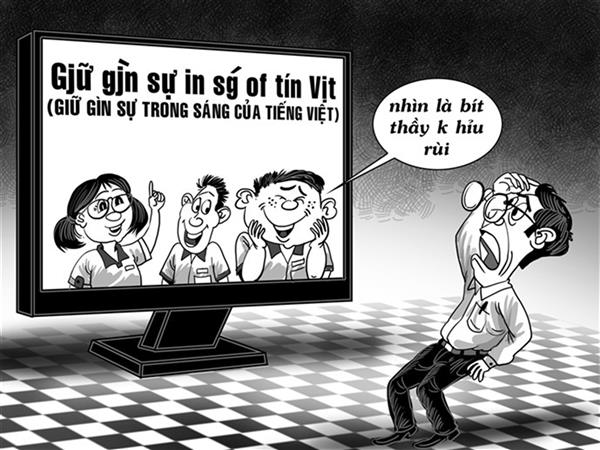 Gjữ gjn sự in sǵ of tín Vịt
(GIỮ GÌN SỰ TRONG SÁNG CỦA TIẾNG VIỆT)
nhìn là bít
thầy k hỉu
rùi